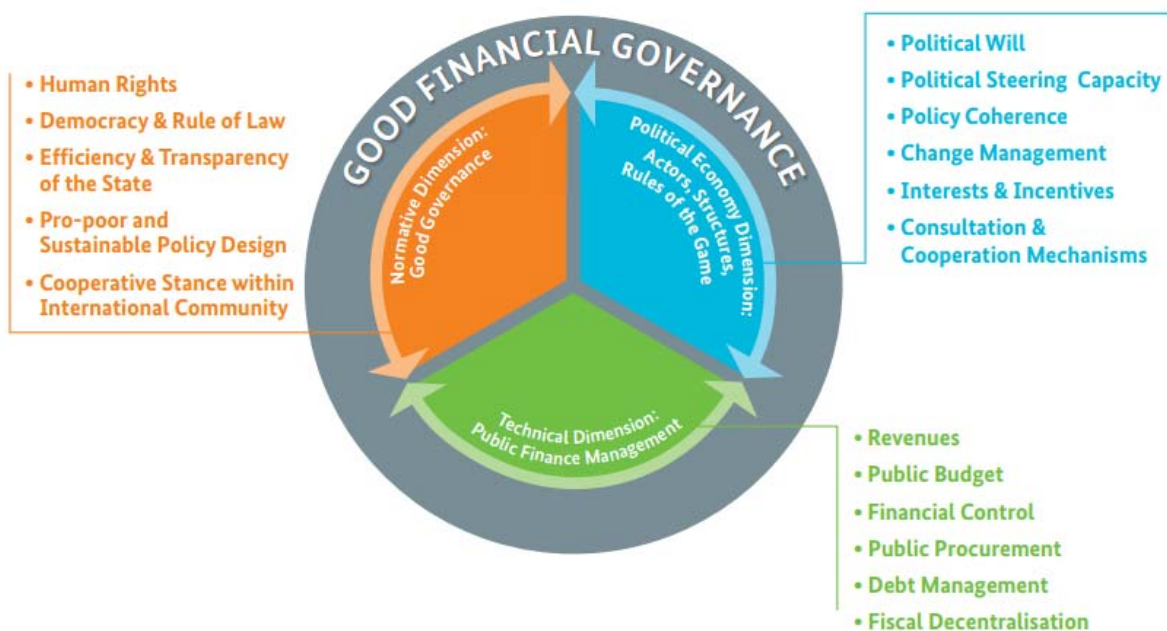 GOOD FINANCIAL GOVERNANCE
• Human Rights
• Democracy & Rule of Law
• Efficiency & Transparency
of the State
• Pro-poor and
Sustainable Policy Design
• Cooperative Stance within
International Community
Normative Dimension:
Good Governance
Political Economy Dimension:
Actors, Structures,
Rules of the Game
• Political Will
• Political Steering Capacity
• Policy Coherence
• Change Management
• Interests & Incentives
• Consultation &
Cooperation Mechanisms
Technical Dimension:
Public Finance Management
• Revenues
• Public Budget
• Financial Control
• Public Procurement
• Debt Management
• Fiscal Decentralisation